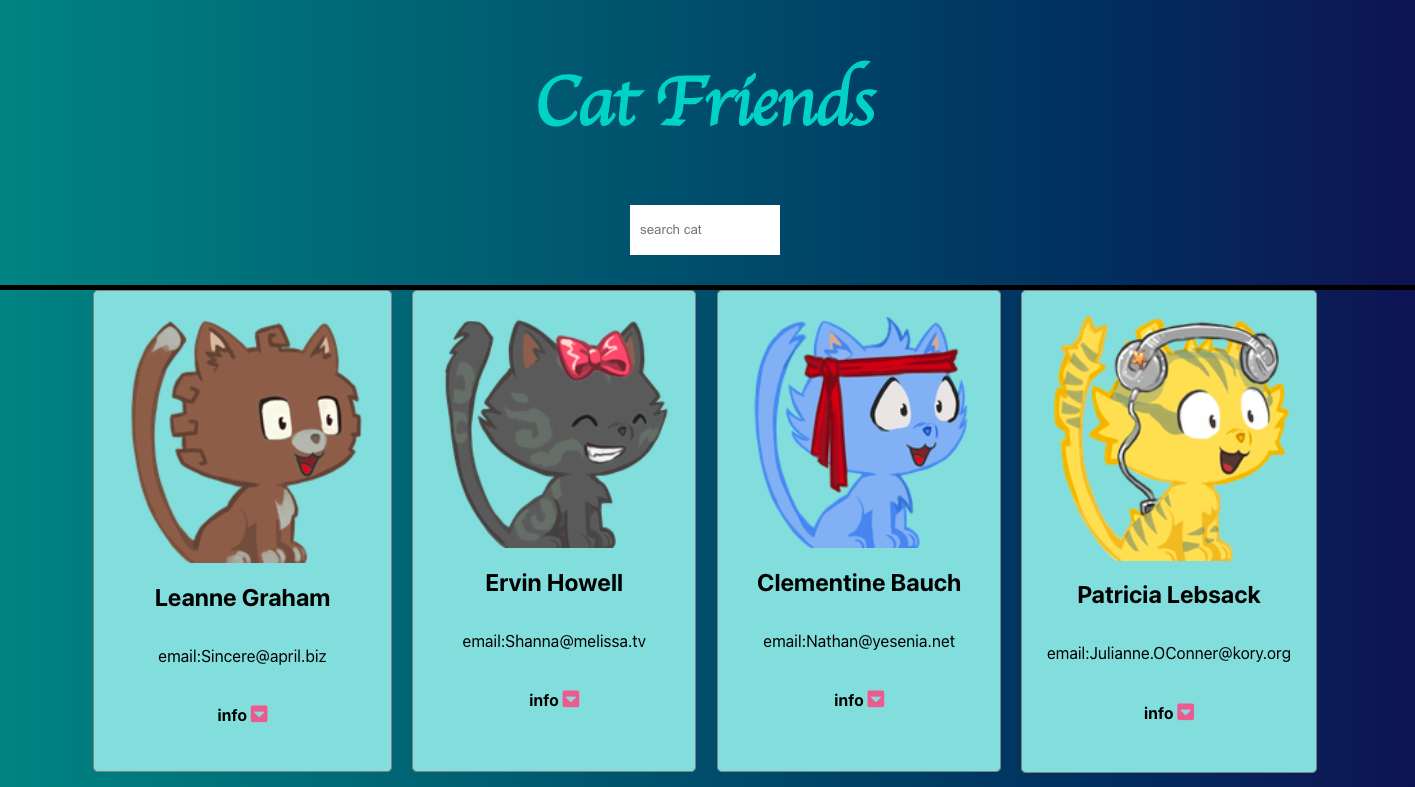 Cat Friends
search cat
Leanne Graham
email:Sincere@april.biz
info
Ervin Howell
email:Shanna@melissa.tv
info
Clementine Bauch
email:Nathan@yesenia.net
info
Patricia Lebsack
email:Julianne.OConner@kory.org
info